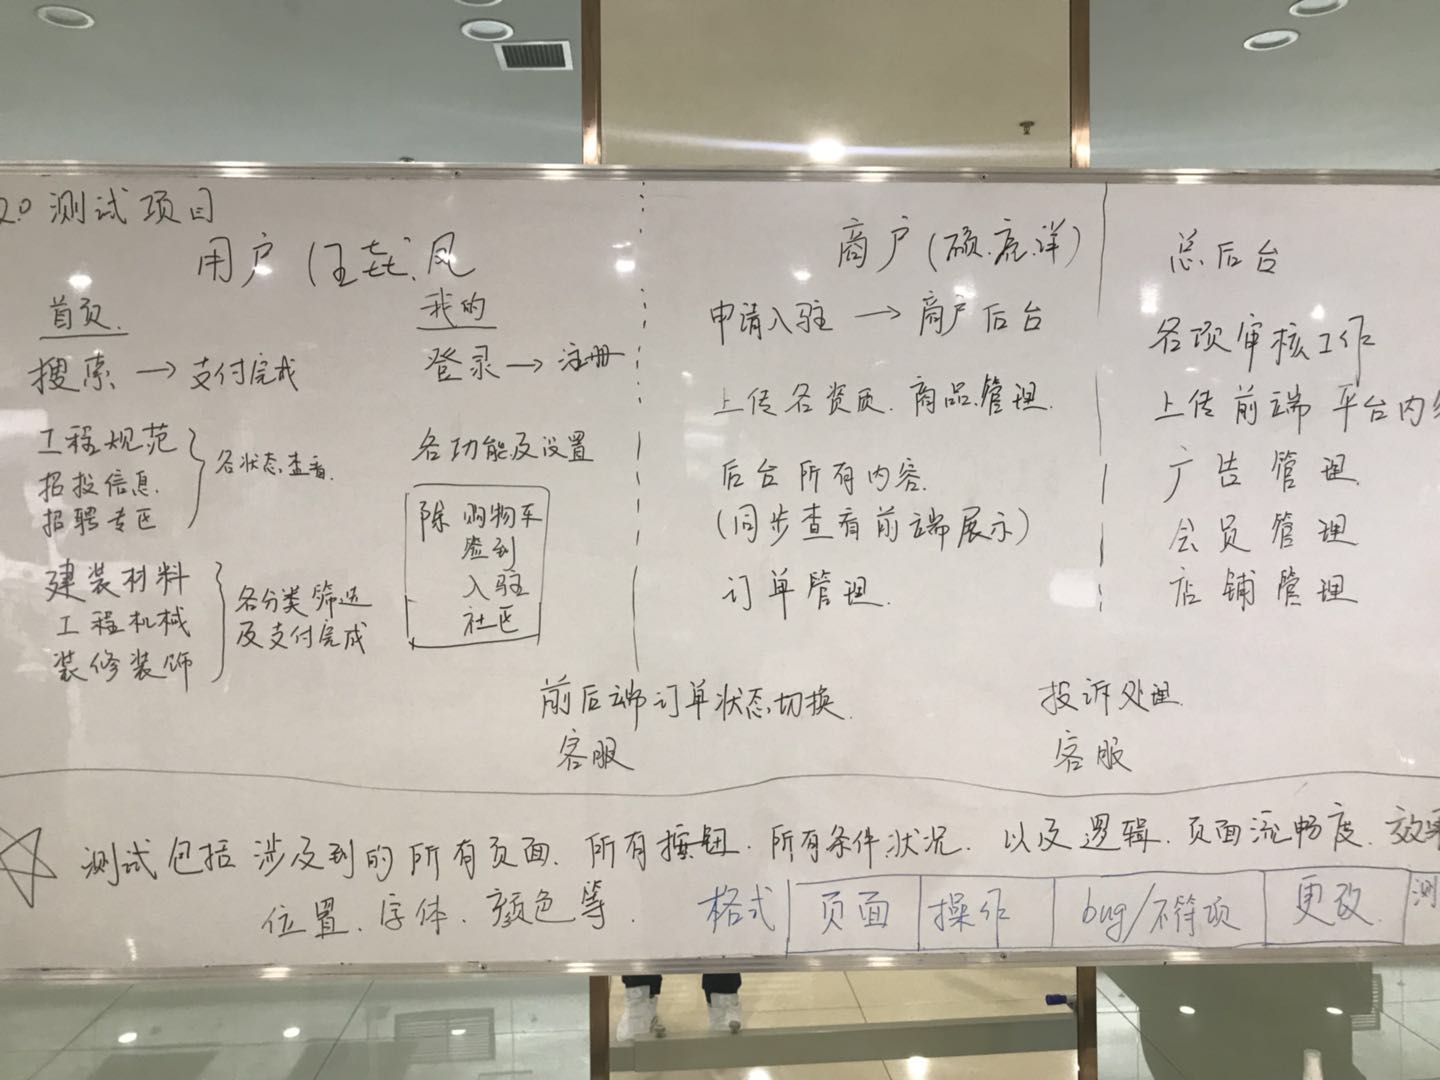 2.0 测试项目
用户（王垚.风
首页.
搜索 → 支付完成
工程规范
招投信息.
招聘专区
各状态查看.
建装材料
工程机械
装修装饰
各分类筛选
及支付完成
我的
登录 → 注册
各功能及设置
除 购物车
签到
入驻
社区
商户(硕.亮.洋)
申请入驻 → 商户后台
上传各资质. 商品管理.
后台所有内容.
(同步查看前端展示)
订单管理.
总后台
各项审核工作
上传前端 平台内
广告管理
会员管理
店铺管理
前后端订单状态切换.
客服
投诉处理
客服
测试包括涉及到的所有页面. 所有按钮. 所有条件状况. 以及逻辑. 页面流畅度. 效果
位置. 字体. 颜色等.
格式 页面 操作 bug/不符项 更改. 测